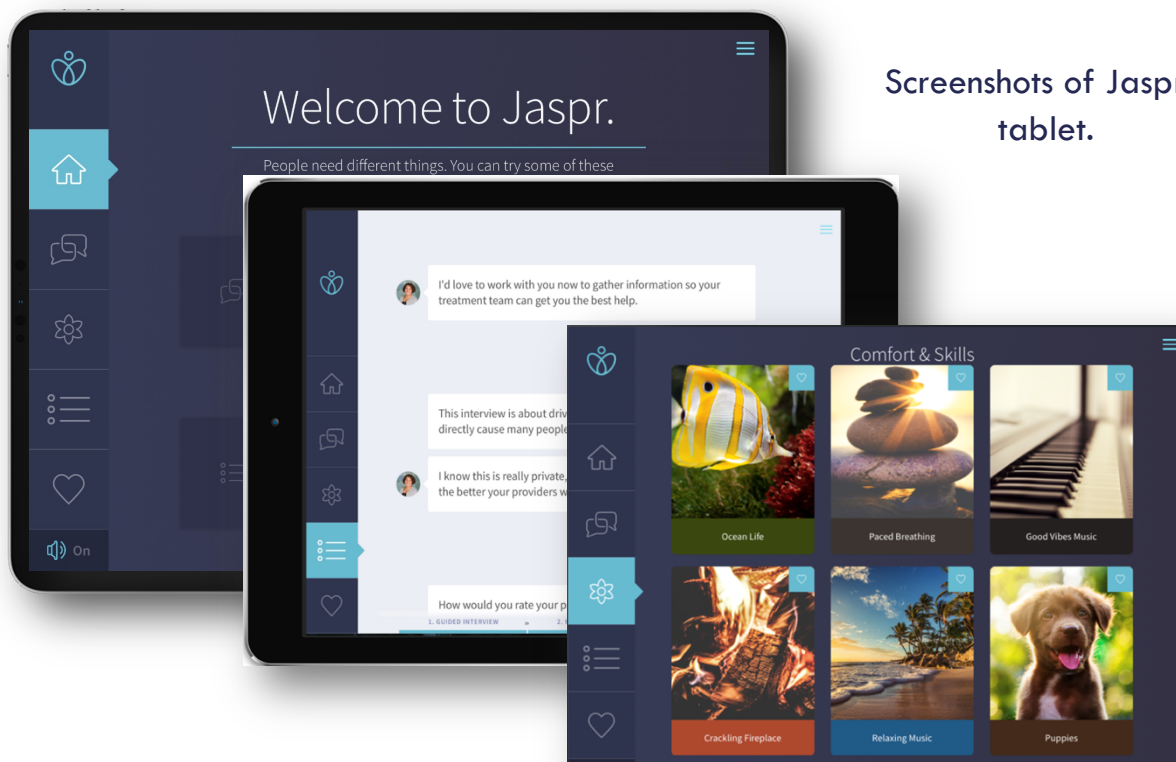 Screenshots of Jaspr
tablet.
Welcome to Jaspr.
People need different things. You can try some of these
On
I'd love to work with you now to gather information so your
treatment team can get you the best help.
This interview is about
directly cause many people
I know this is really private,
the better your providers
How would you rate your
1. GUIDED INTERVIEW » 2.
Comfort & Skills
Ocean Life
Paced Breathing
Good Vibes Music
Crackling Fireplace
Relaxing Music
Puppies